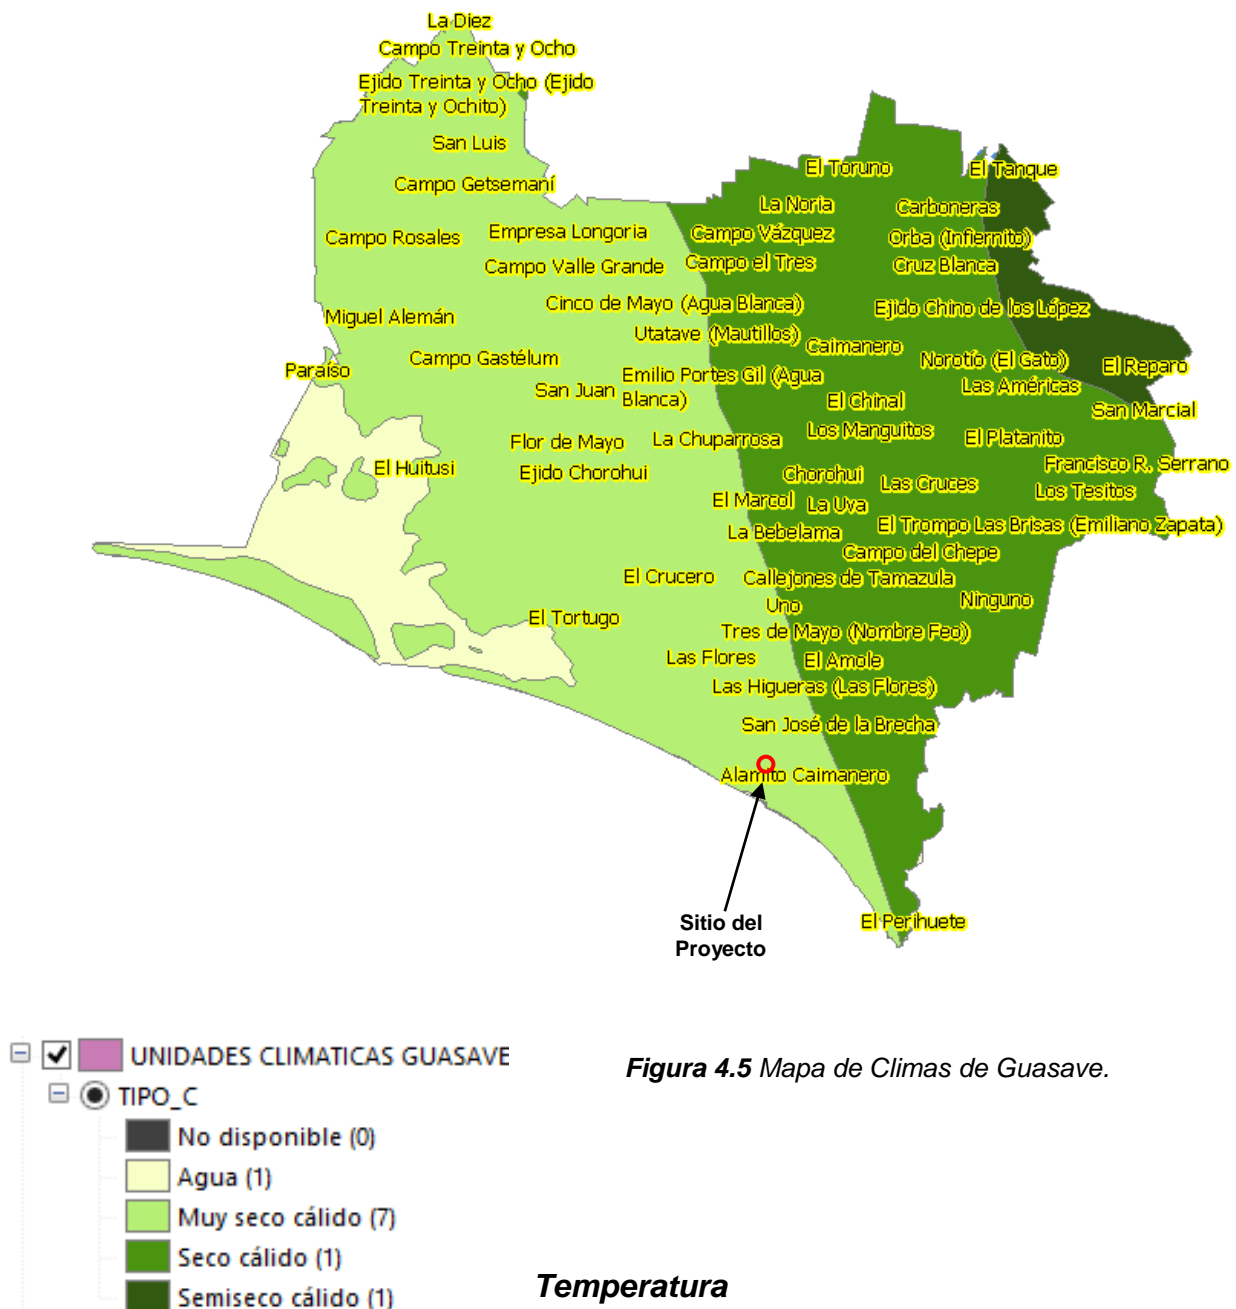 La Diez
Campo Treinta y Ocho
Ejido Treinta y Ocho (Ejido
Treinta y Ochito)
San Luis
El Toruno
El Tanque
Campo Getsemaní
La Noria
Carboneras
Campo Rosales
Empresa Longoria
Campo Vázquez
Orba (Infiernito)
Campo Valle Grande
Campo el Tres
Cruz Blanca
Cinco de Mayo (Agua Blanca)
Ejido Chino de los López
Miguel Alemán
Utatave (Mautillos)
Caimanero
Campo Gastélum
Norotío (El Gato)
El Reparo
Paraíso
Emilio Portes Gil (Agua
Blanca)
Las Américas
San Juan
El Chinal
San Marcial
Flor de Mayo
La Chuparrosa
Los Manguitos
El Platanito
El Huitusi
Ejido Chorohui
Chorohui
Las Cruces
Francisco R. Serrano
Los Tesitos
El Marcol
La Uva
La Bebelama
El Trompo Las Brisas (Emiliano Zapata)
Campo del Chepe
El Crucero
Callejones de Tamazula
Uno
Ninguno
El Tortugo
Tres de Mayo (Nombre Feo)
Las Flores
El Amole
Las Higueras (Las Flores)
San José de la Brecha
Alamito Caimanero
Sitio del
Proyecto
El Perihuete
UNIDADES CLIMATICAS GUASAVE
Figura 4.5 Mapa de Climas de Guasave.
TIPO_C
No disponible (0)
Agua (1)
Muy seco cálido (7)
Seco cálido (1)
Semiseco cálido (1)
Temperatura